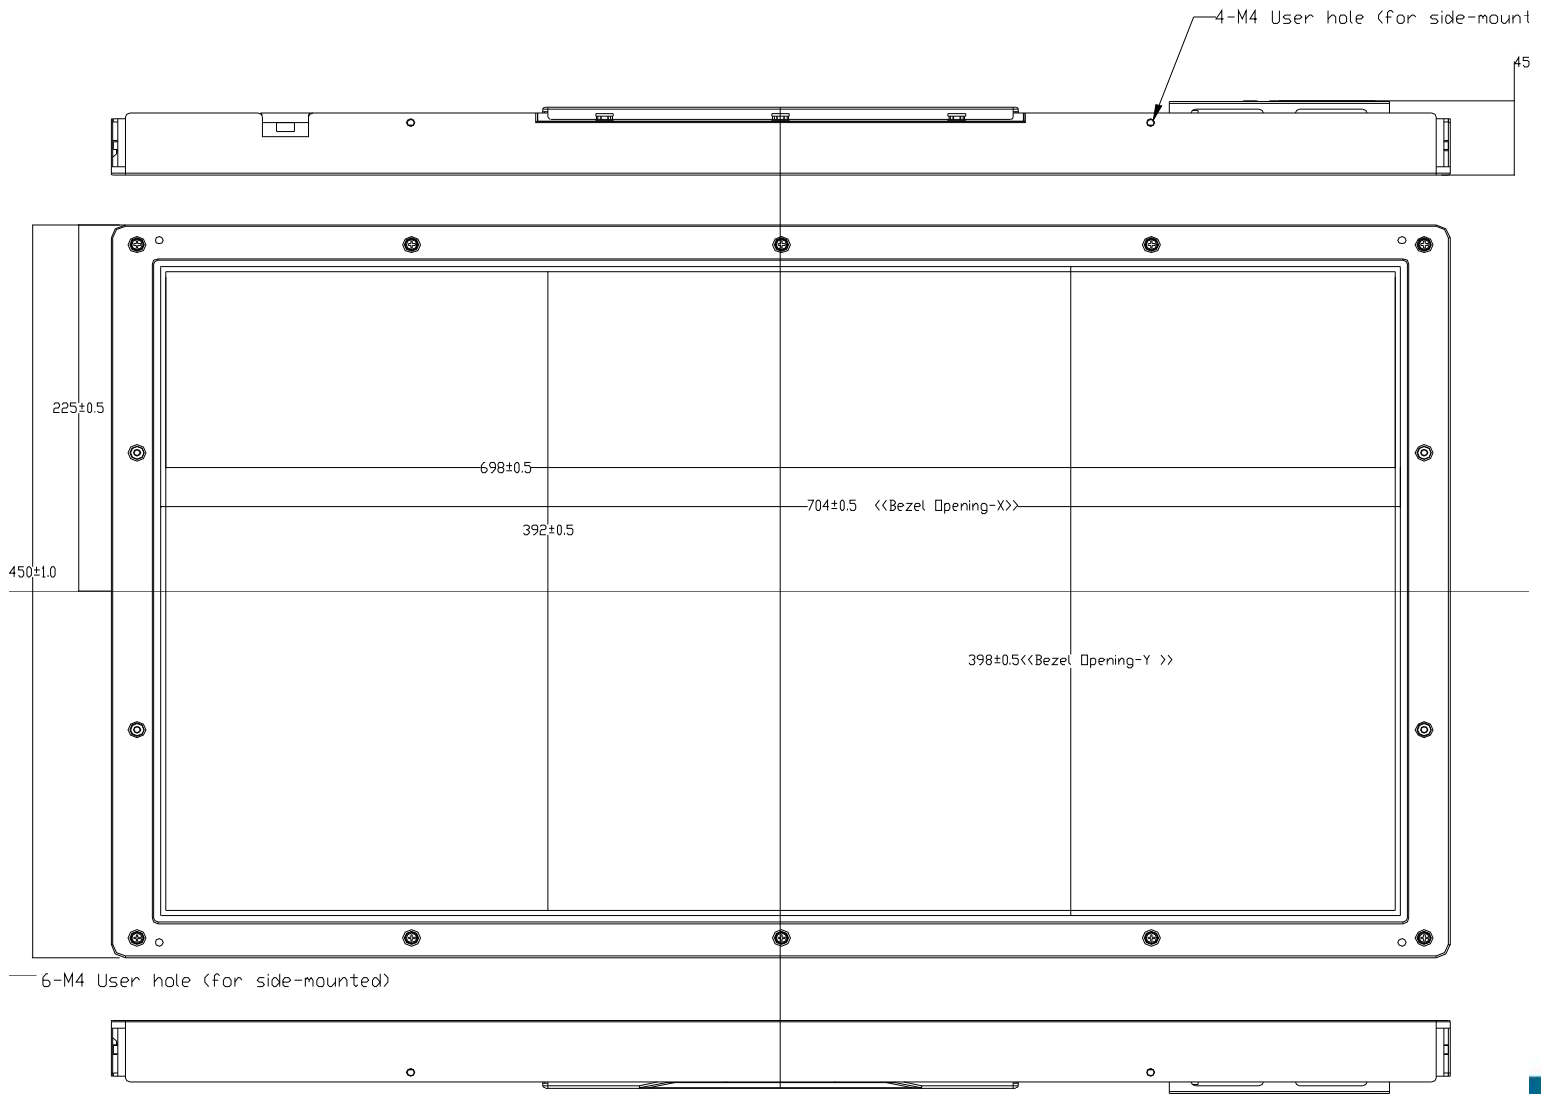 4-M4 User hole (for side-mount
45
225±0.5
698±0.5
704±0.5 <<Bezel Opening-X>>
392±0.5
450±1.0
398±0.5<<Bezel Opening-Y >>
6-M4 User hole (for side-mounted)